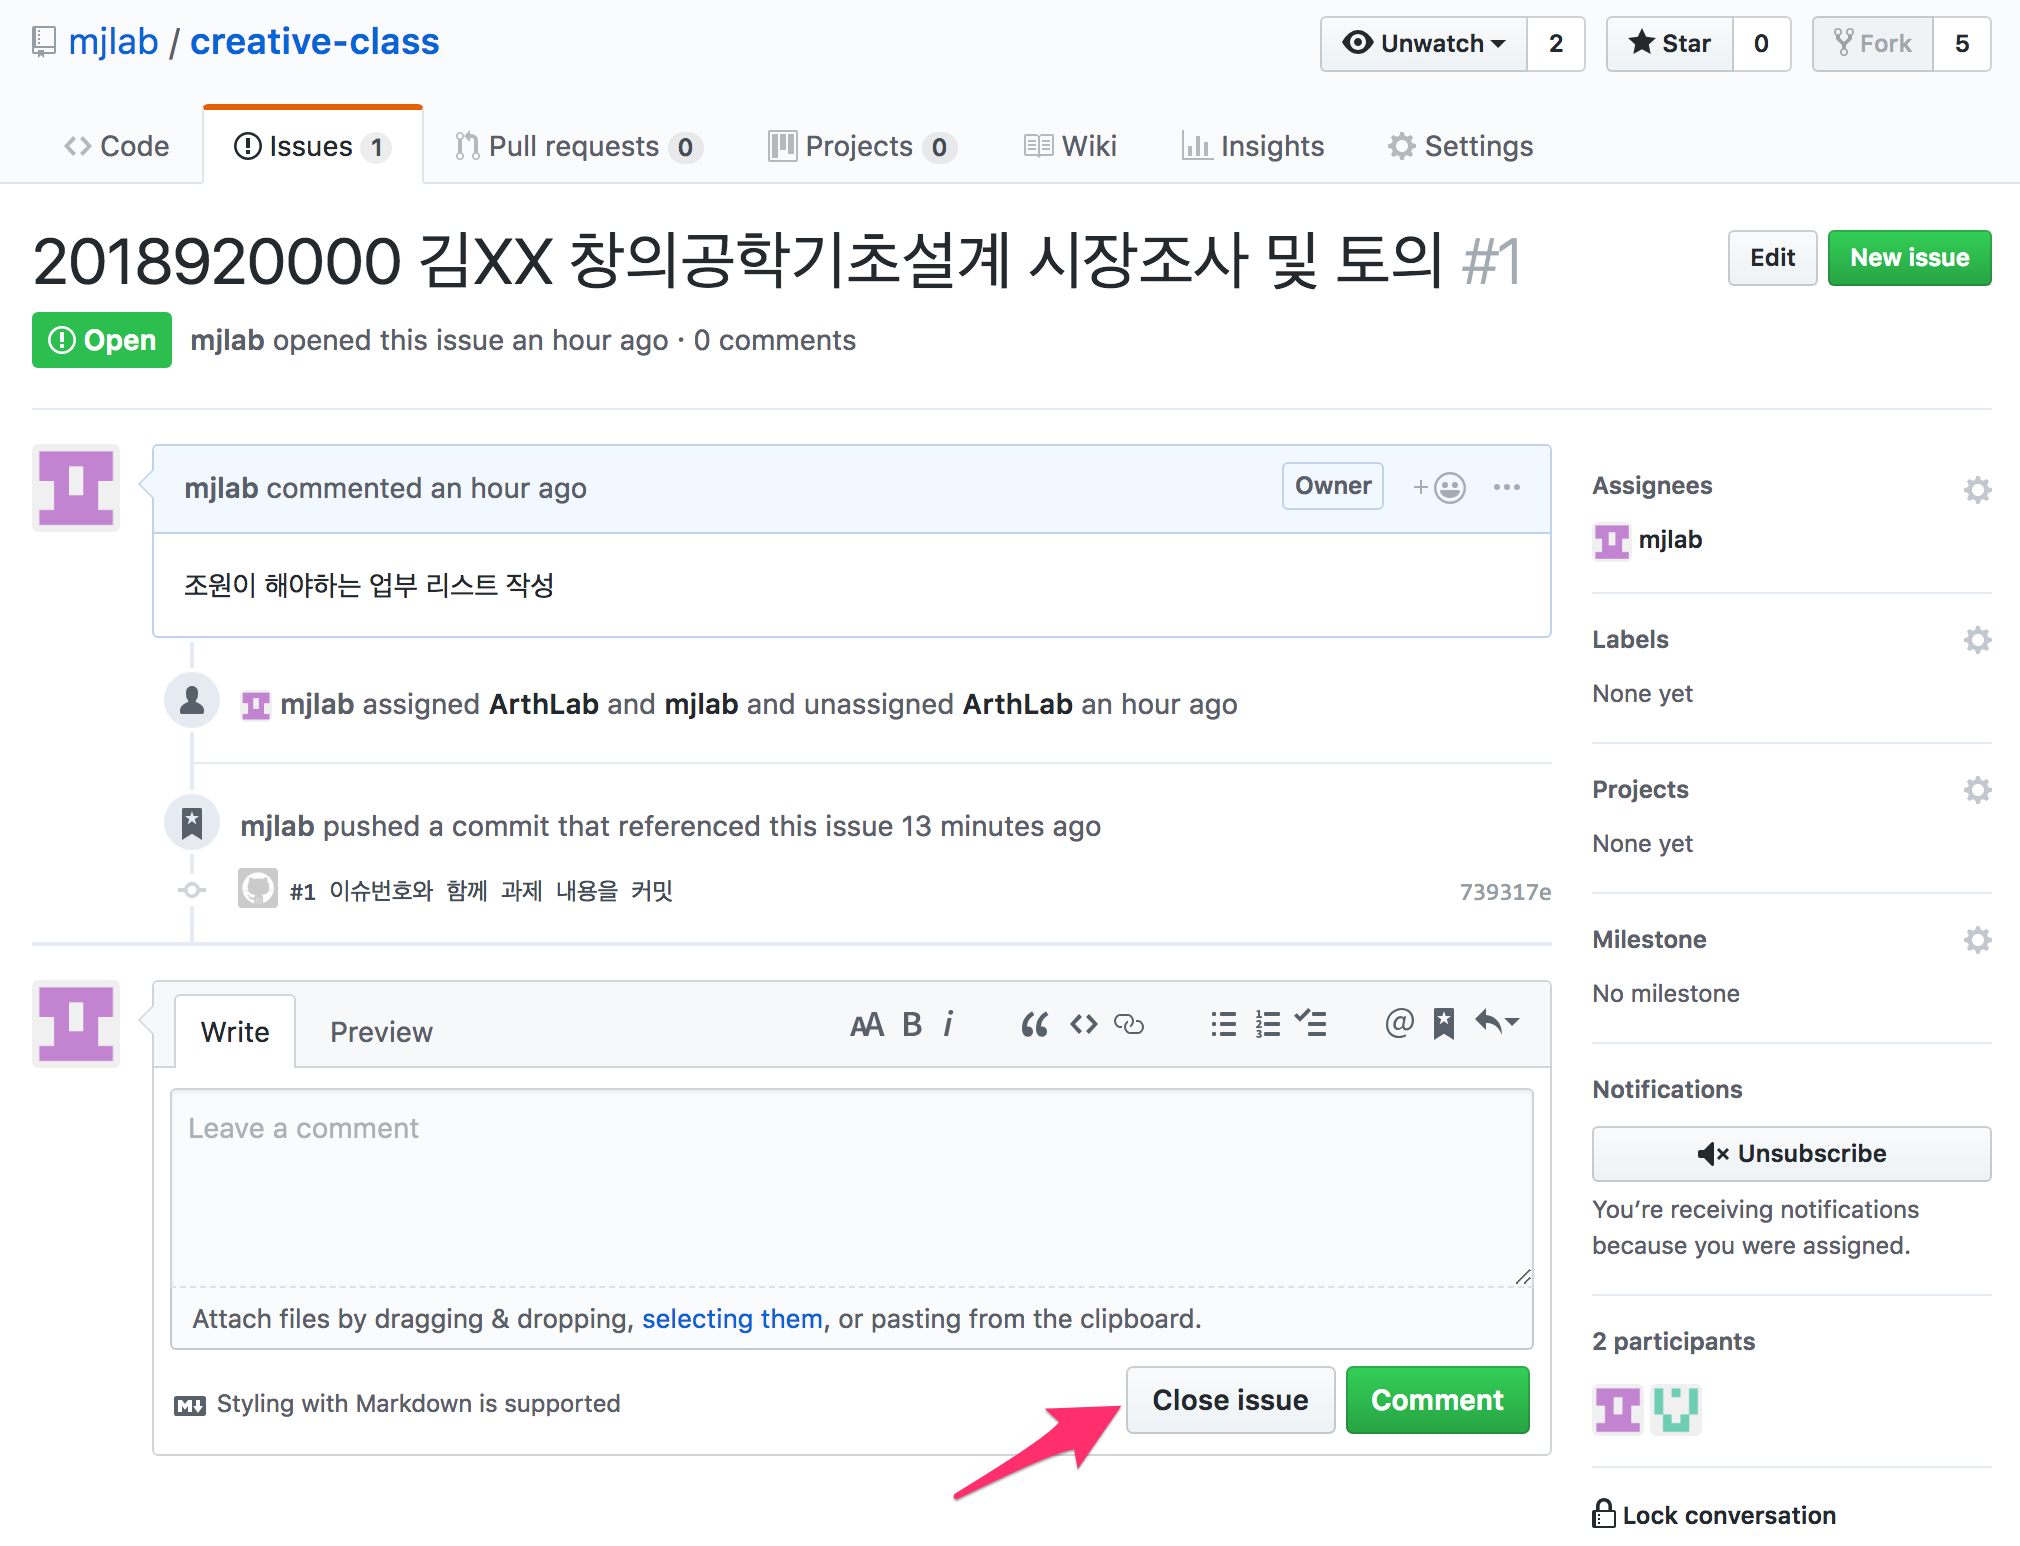 mjlab / creative-class
Unwatch 2
Star 0
Fork 5
Code
Issues 1
Pull requests 0
Projects 0
Wiki
Insights
Settings
2018920000 김XX 창의공학기초설계 시장조사 및 토의 #1
Edit
New issue
Open
mjlab opened this issue an hour ago · 0 comments
mjlab commented an hour ago
Owner
조원이 해야하는 업부 리스트 작성
mjlab assigned ArthLab and mjlab and unassigned ArthLab an hour ago
mjlab pushed a commit that referenced this issue 13 minutes ago
#1 이슈번호와 함께 과제 내용을 커밋
739317e
Write
Preview
AA B i
Leave a comment
Attach files by dragging & dropping, selecting them, or pasting from the clipboard.
Styling with Markdown is supported
Close issue
Comment
Assignees
mjlab
Labels
None yet
Projects
None yet
Milestone
No milestone
Notifications
Unsubscribe
You’re receiving notifications
because you were assigned.
2 participants
Lock conversation